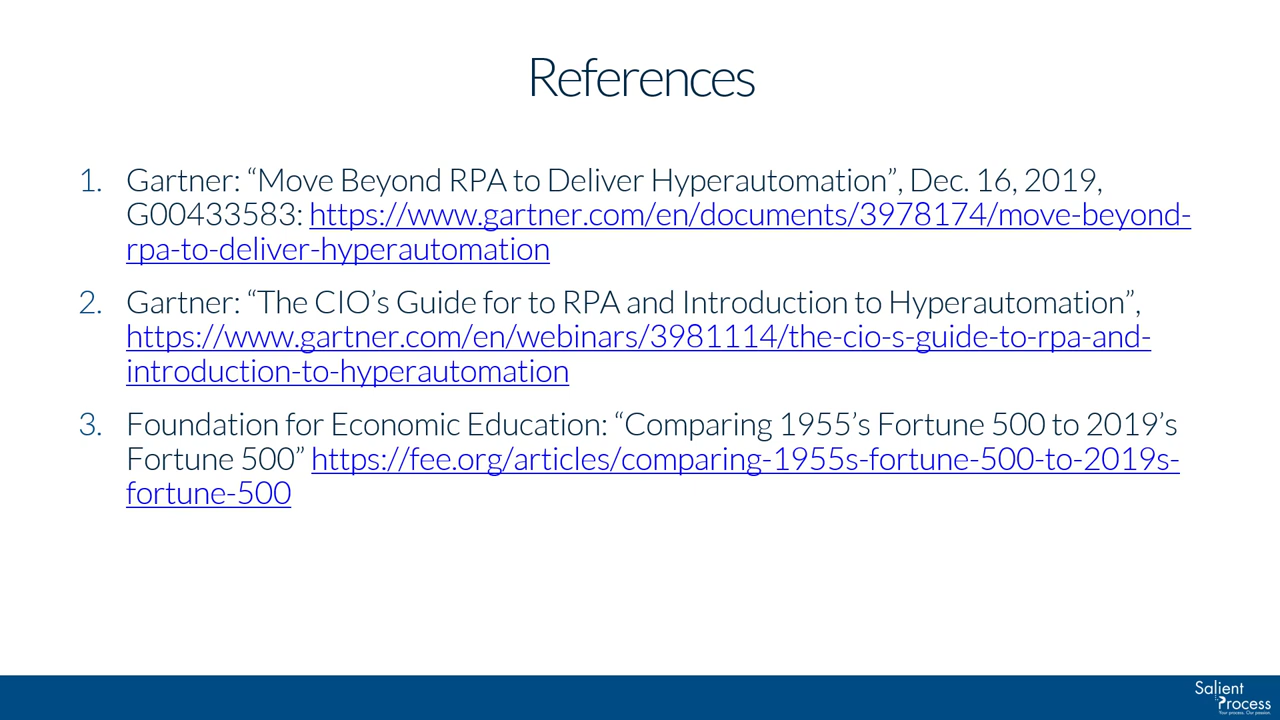 References
1. Gartner: “Move Beyond RPA to Deliver Hyperautomation”, Dec. 16, 2019,
G00433583: https://www.gartner.com/en/documents/3978174/move-beyond-
rpa-to-deliver-hyperautomation
2. Gartner: “The CIO’s Guide for to RPA and Introduction to Hyperautomation”,
https://www.gartner.com/en/webinars/3981114/the-cio-s-guide-to-rpa-and-
introduction-to-hyperautomation
3. Foundation for Economic Education: “Comparing 1955’s Fortune 500 to 2019’s
Fortune 500” https://fee.org/articles/comparing-1955s-fortune-500-to-2019s-
fortune-500
Salient
Process
Your process. Our passion.